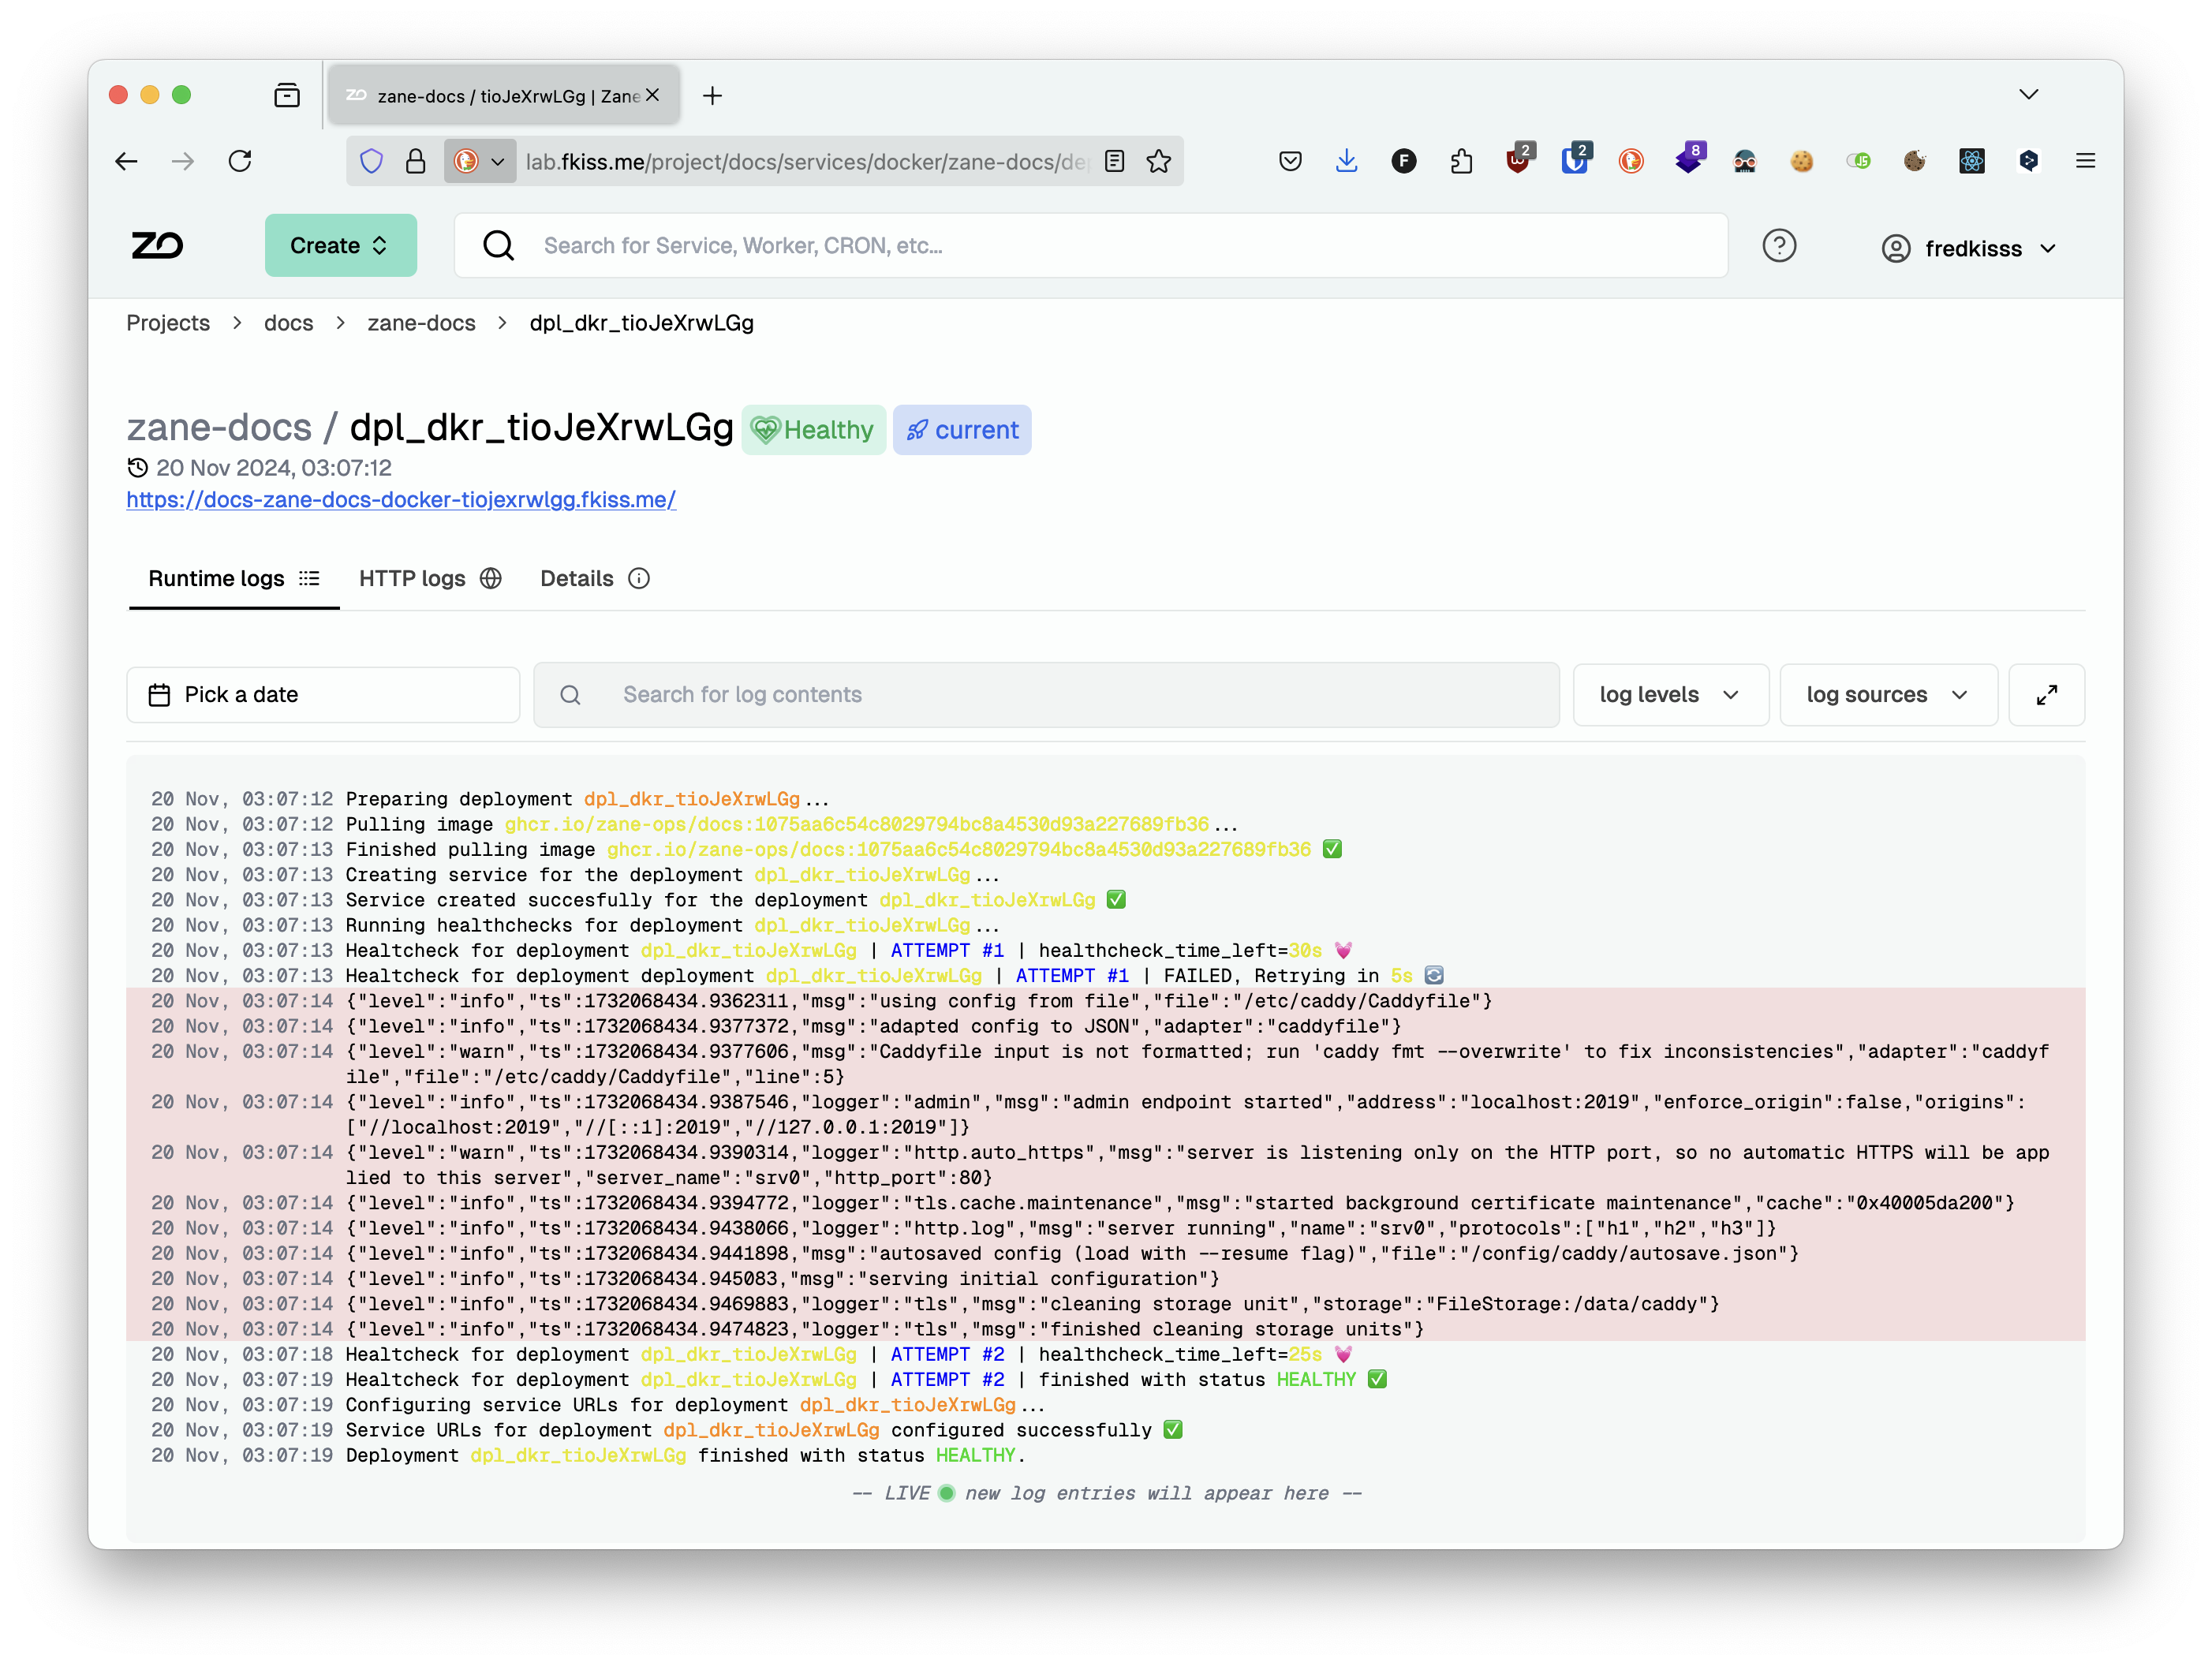 zane-docs / tioJeXrwLGg | Zane
lab.fkiss.me/project/docs/services/docker/zane-docs/de
F
2
2
8
JS
ZO
Create
Search for Service, Worker, CRON, etc...
fredkisss
Projects > docs > zane-docs > dpl_dkr_tioJeXrwLGg
zane-docs / dpl_dkr_tioJeXrwLGg Healthy current
20 Nov 2024, 03:07:12
https://docs-zane-docs-docker-tiojexrwlgg.fkiss.me/
Runtime logs HTTP logs Details
Pick a date Search for log contents log levels log sources
20 Nov, 03:07:12 Preparing deployment dpl_dkr_tioJeXrwLGg...
20 Nov, 03:07:12 Pulling image ghcr.io/zane-ops/docs:1075aa6c54c8029794bc8a4530d93a227689fb36...
20 Nov, 03:07:13 Finished pulling image ghcr.io/zane-ops/docs:1075aa6c54c8029794bc8a4530d93a227689fb36 ✅
20 Nov, 03:07:13 Creating service for the deployment dpl_dkr_tioJeXrwLGg...
20 Nov, 03:07:13 Service created succesfully for the deployment dpl_dkr_tioJeXrwLGg ✅
20 Nov, 03:07:13 Running healthchecks for deployment dpl_dkr_tioJeXrwLGg...
20 Nov, 03:07:13 Healtcheck for deployment dpl_dkr_tioJeXrwLGg | ATTEMPT #1 | healthcheck_time_left=30s 💓
20 Nov, 03:07:13 Healtcheck for deployment deployment dpl_dkr_tioJeXrwLGg | ATTEMPT #1 | FAILED, Retrying in 5s 🔄
20 Nov, 03:07:14 {"level":"info","ts":1732068434.9362311,"msg":"using config from file","file":"/etc/caddy/Caddyfile"}
20 Nov, 03:07:14 {"level":"info","ts":1732068434.9377372,"msg":"adapted config to JSON","adapter":"caddyfile"}
20 Nov, 03:07:14 {"level":"warn","ts":1732068434.9377606,"msg":"Caddyfile input is not formatted; run 'caddy fmt --overwrite' to fix inconsistencies","adapter":"caddyf
ile","file":"/etc/caddy/Caddyfile","line":5}
20 Nov, 03:07:14 {"level":"info","ts":1732068434.9387546,"logger":"admin","msg":"admin endpoint started","address":"localhost:2019","enforce_origin":false,"origins":
["//localhost:2019","//[::1]:2019","//127.0.0.1:2019"]}
20 Nov, 03:07:14 {"level":"warn","ts":1732068434.9390314,"logger":"http.auto_https","msg":"server is listening only on the HTTP port, so no automatic HTTPS will be app
lied to this server","server_name":"srv0","http_port":80}
20 Nov, 03:07:14 {"level":"info","ts":1732068434.9394772,"logger":"tls.cache.maintenance","msg":"started background certificate maintenance","cache":"0x40005da200"}
20 Nov, 03:07:14 {"level":"info","ts":1732068434.9438066,"logger":"http.log","msg":"server running","name":"srv0","protocols":["h1","h2","h3"]}
20 Nov, 03:07:14 {"level":"info","ts":1732068434.9441898,"msg":"autosaved config (load with --resume flag)","file":"/config/caddy/autosave.json"}
20 Nov, 03:07:14 {"level":"info","ts":1732068434.945083,"msg":"serving initial configuration"}
20 Nov, 03:07:14 {"level":"info","ts":1732068434.9469883,"logger":"tls","msg":"cleaning storage unit","storage":"FileStorage:/data/caddy"}
20 Nov, 03:07:14 {"level":"info","ts":1732068434.9474823,"logger":"tls","msg":"finished cleaning storage units"}
20 Nov, 03:07:18 Healtcheck for deployment dpl_dkr_tioJeXrwLGg | ATTEMPT #2 | healthcheck_time_left=25s 💓
20 Nov, 03:07:19 Healtcheck for deployment dpl_dkr_tioJeXrwLGg | ATTEMPT #2 | finished with status HEALTHY ✅
20 Nov, 03:07:19 Configuring service URLs for deployment dpl_dkr_tioJeXrwLGg...
20 Nov, 03:07:19 Service URLs for deployment dpl_dkr_tioJeXrwLGg configured successfully ✅
20 Nov, 03:07:19 Deployment dpl_dkr_tioJeXrwLGg finished with status HEALTHY.
-- LIVE new log entries will appear here --